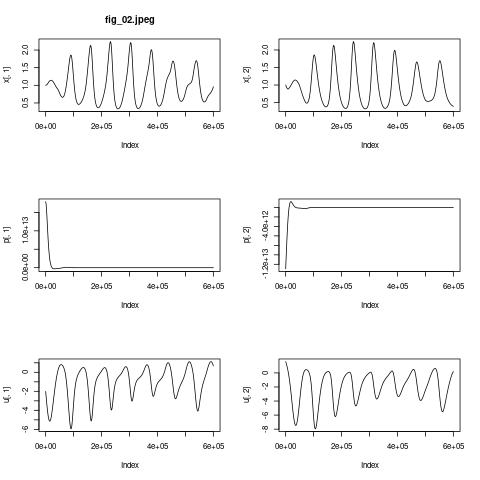 fig_02.jpeg
x[, 1]
0.5 1.0 1.5 2.0
0e+00 2e+05 4e+05 6e+05
Index
x[, 2]
0.5 1.0 1.5 2.0
0e+00 2e+05 4e+05 6e+05
Index
p[, 1]
0.0e+00 1.0e+13
0e+00 2e+05 4e+05 6e+05
Index
p[, 2]
-1.2e+13 -4.0e+12
0e+00 2e+05 4e+05 6e+05
Index
u[, 1]
-6 -4 -2 0
0e+00 2e+05 4e+05 6e+05
Index
u[, 2]
-8 -6 -4 -2 0
0e+00 2e+05 4e+05 6e+05
Index